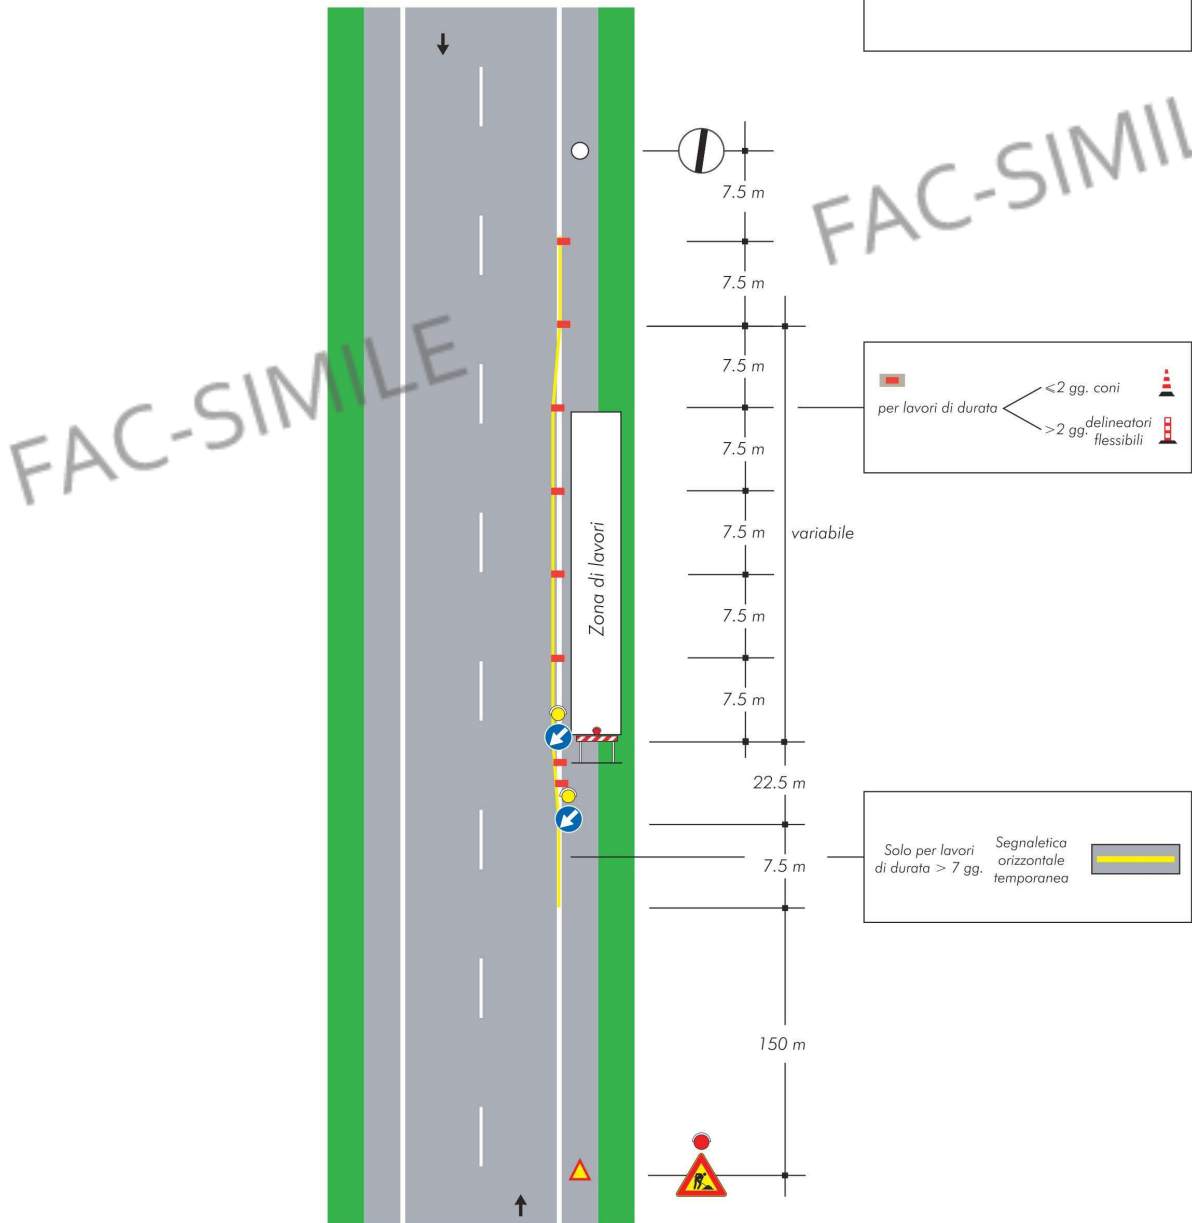 FAC-SIMIL
FAC-SIMILE
7.5 m
7.5 m
7.5 m
7.5 m
7.5 m
variabile
7.5 m
7.5 m
22.5 m
7.5 m
150 m
Zona di lavori
per lavori di durata
≤2 gg. coni
>2 gg. delineatori
flessibili
Solo per lavori
di durata > 7 gg.
Segnaletica
orizzontale
temporanea